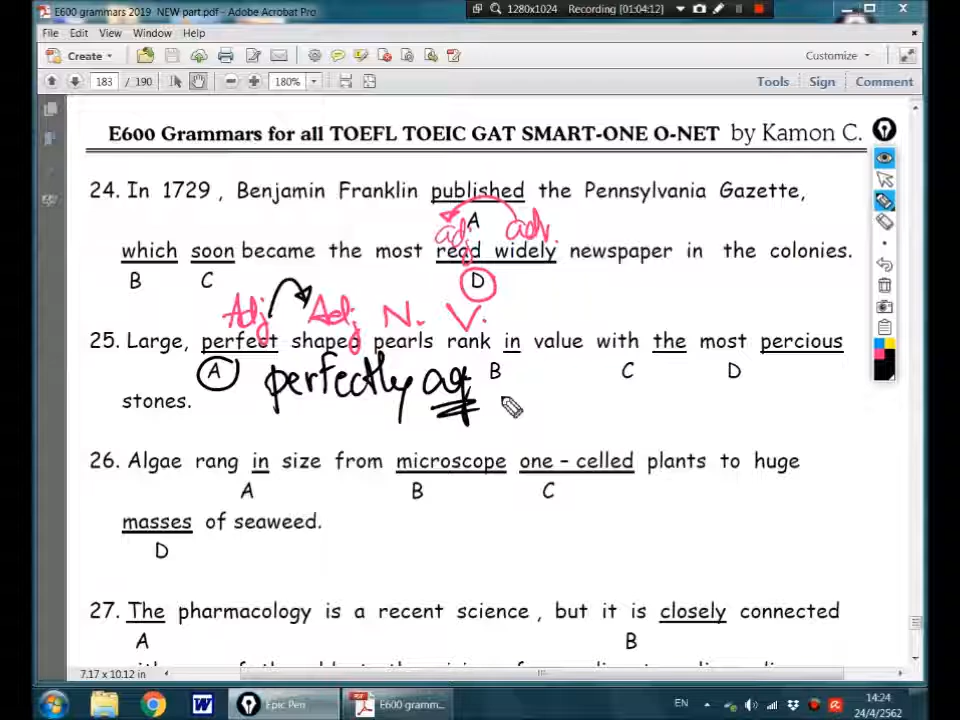 E600 grammars 2019 NEW part.pdf - Adobe Acrobat Pro
1280x1024 Recording [01:04:12]
File Edit View Window Help
Create Customize
183 / 190 180% Tools Sign Comment
E600 Grammars for all TOEFL TOEIC GAT SMART-ONE O-NET by Kamon C.
24. In 1729 , Benjamin Franklin published the Pennsylvania Gazette,
A
adj adv.
which soon became the most read widely newspaper in the colonies.
B C D
Adj Adj N. V.
25. Large, perfect shaped pearls rank in value with the most percious
A B C D
perfectly
stones.
26. Algae rang in size from microscope one - celled plants to huge
A B C
masses of seaweed.
D
27. The pharmacology is a recent science , but it is closely connected
A B
7.17 x 10.12 in
Epic Pen E600 gramm... EN 14:24
24/4/2562